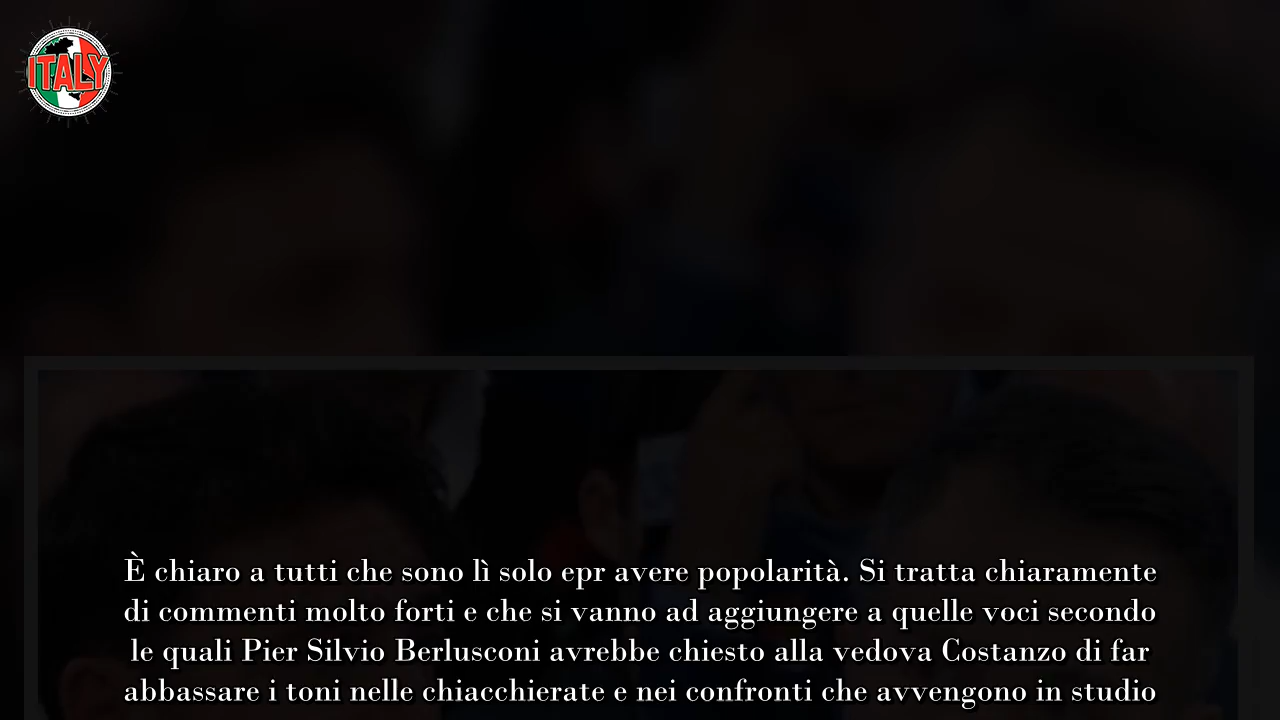 ITALY
È chiaro a tutti che sono lì solo epr avere popolarità. Si tratta chiaramente
di commenti molto forti e che si vanno ad aggiungere a quelle voci secondo
le quali Pier Silvio Berlusconi avrebbe chiesto alla vedova Costanzo di far
abbassare i toni nelle chiacchierate e nei confronti che avvengono in studio